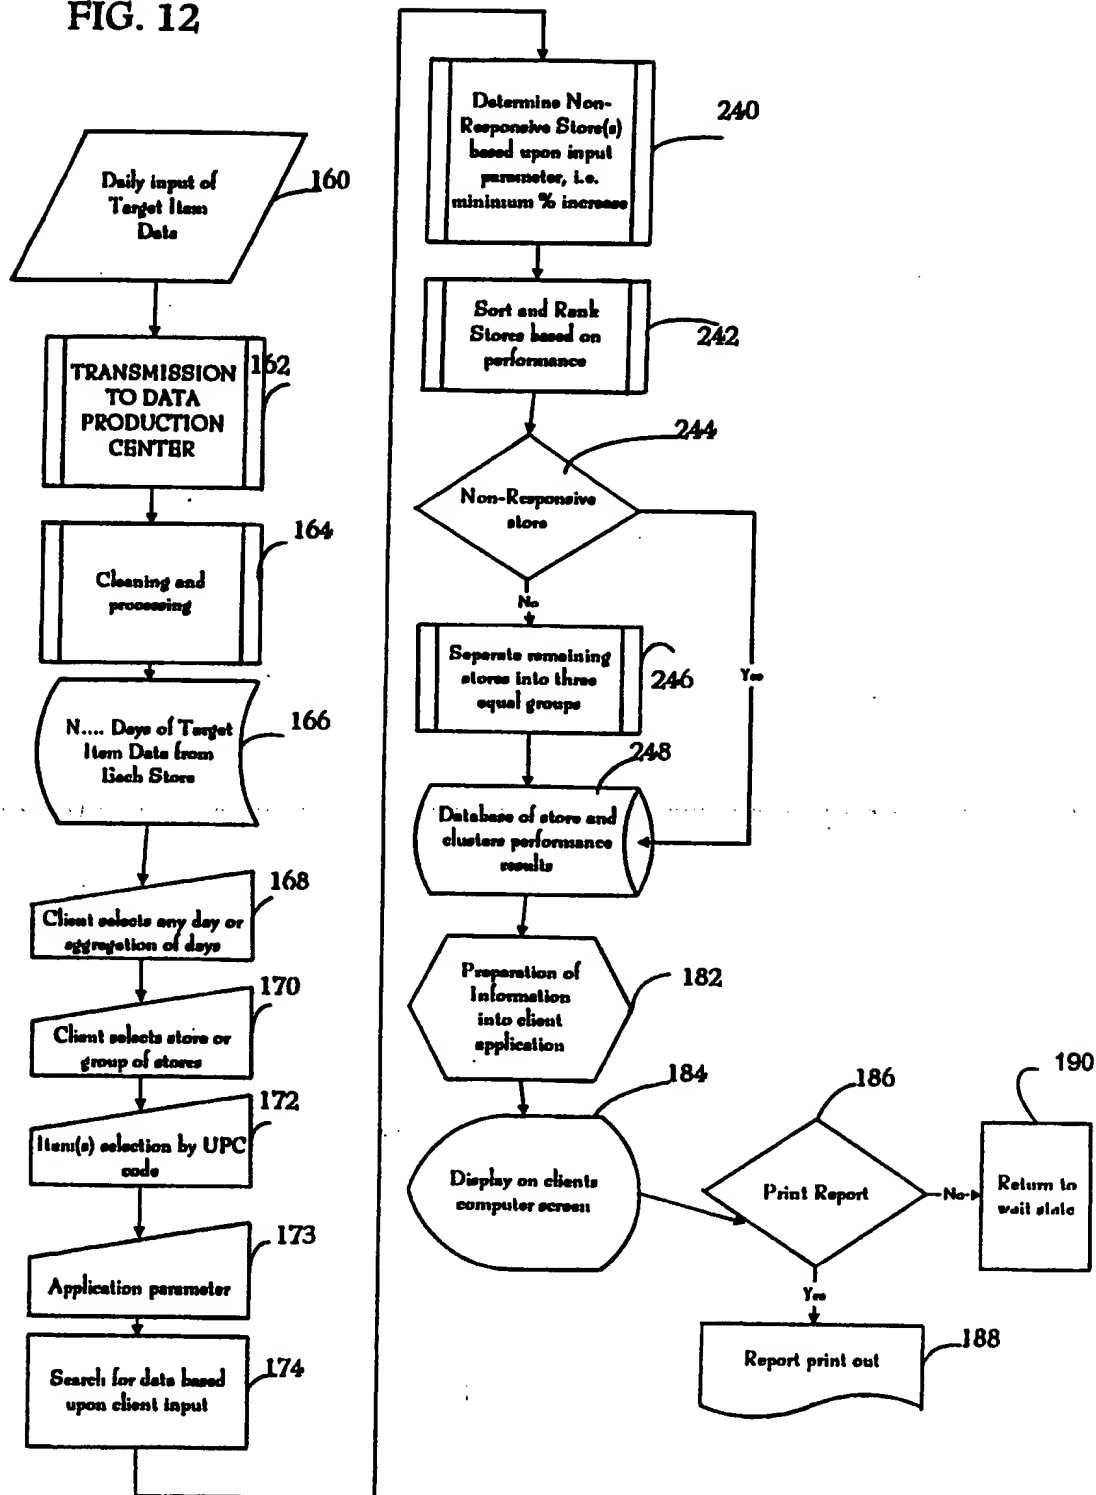 FIG. 12
Daily input of
Target Item
Data
160
TRANSMISSION
TO DATA
PRODUCTION
CENTER
162
Cleaning and
processing
164
N.... Days of Target
Item Data from
Each Store
166
Client selects any day or
aggregation of days
168
Client selects store or
group of stores
170
Item(s) selection by UPC
code
172
Application parameter
173
Search for data based
upon client input
174
Determine Non-
Responsive Store(s)
based upon input
parameter, i.e.
minimum % increase
240
Sort and Rank
Stores based on
performance
242
Non-Responsive
store
244
No
Yes
Seperate remaining
stores into three
equal groups
246
Database of store and
clusters performance
results
248
Preparation of
Information
into client
application
182
Display on clients
computer screen
184
Print Report
186
No
Return to
wait state
190
Yes
Report print out
188